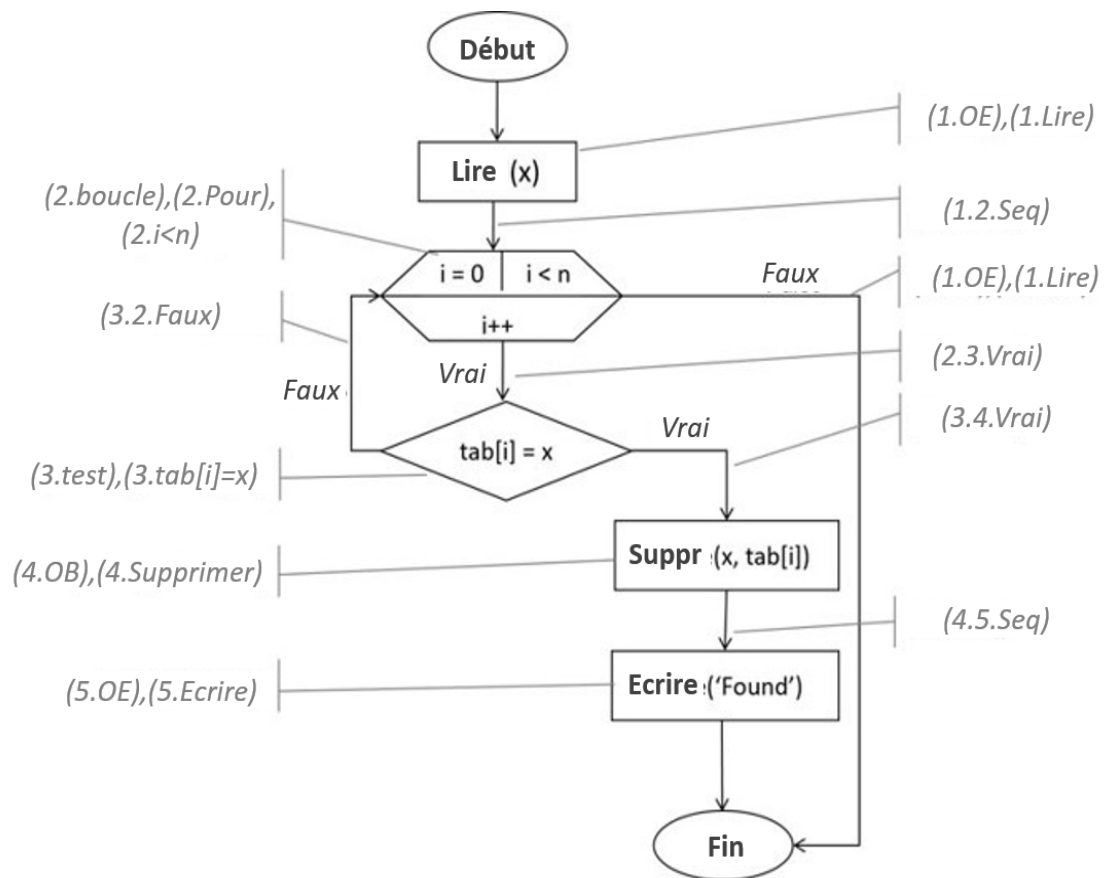 Début
(1.OE),(1.Lire)
Lire (x)
(2.boucle),(2.Pour),
(2.i<n)
(1.2.Seq)
i = 0 | i < n
Faux
(1.OE),(1.Lire)
(3.2.Faux)
i++
Vrai
(2.3.Vrai)
Faux
Vrai
(3.4.Vrai)
tab[i] = x
(3.test),(3.tab[i]=x)
Suppr (x, tab[i])
(4.OB),(4.Supprimer)
(4.5.Seq)
Ecrire ('Found')
(5.OE),(5.Ecrire)
Fin